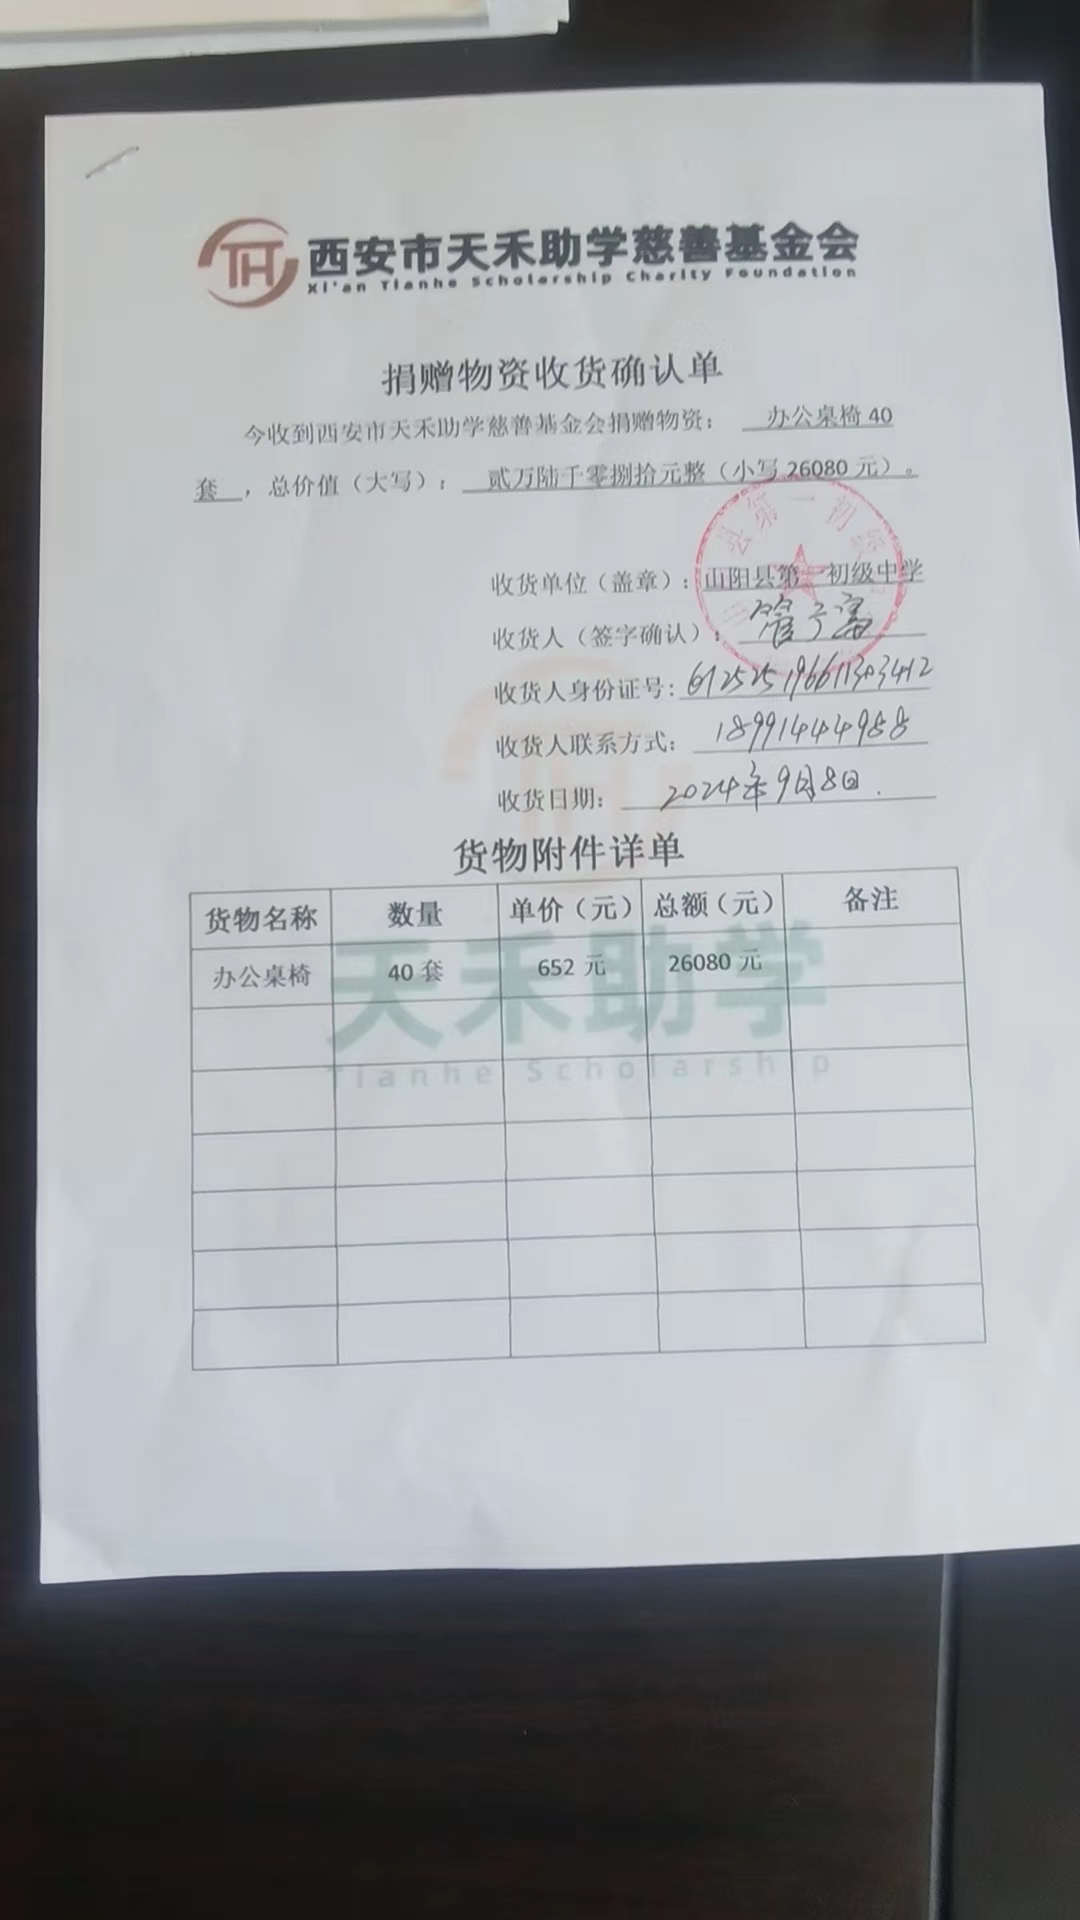 TH
西安市天禾助学慈善基金会
Xi'an Tianhe Scholarship Charity Foundation
捐赠物资收货确认单
今收到西安市天禾助学慈善基金会捐赠物资： 办公桌椅 40
套 ，总价值（大写）： 贰万陆千零捌拾元整（小写 26080 元）。
县第一初级
收货单位（盖章）：山阳县第一初级中学
收货人（签字确认）：
收货人身份证号：612525196611303412
收货人联系方式：18991444988
收货日期：2024年9月8日.
货物附件详单
货物名称 数量 单价（元） 总额（元） 备注
办公桌椅 40 套 652 元 26080 元
天禾助学
Tianhe Scholarship